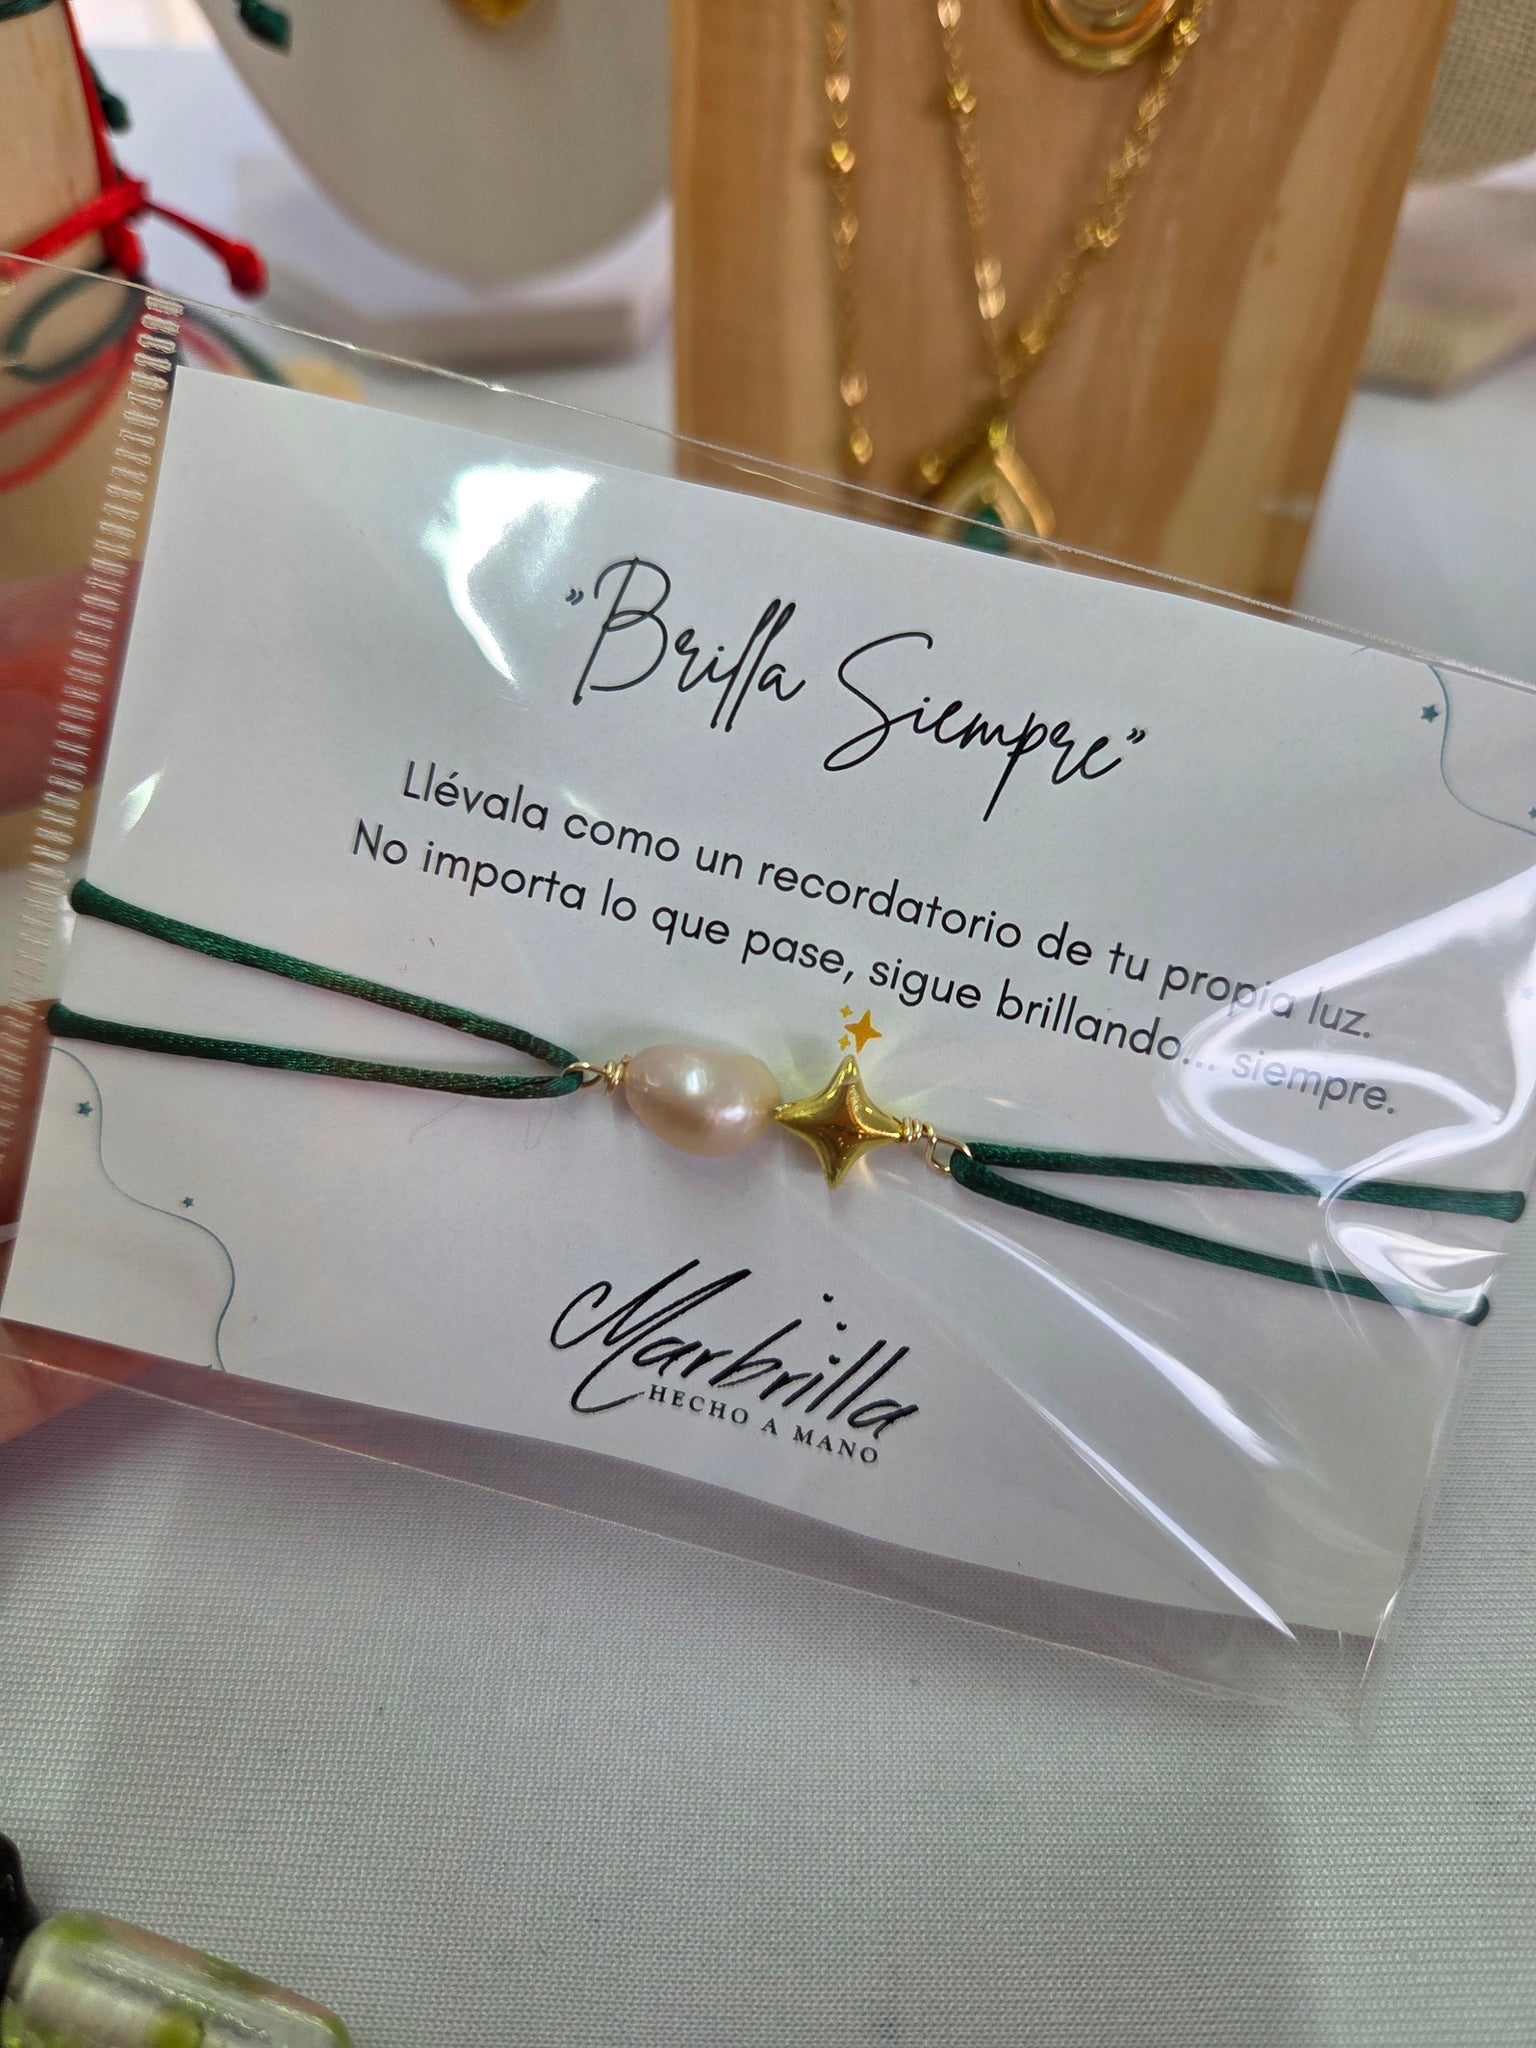 "Brilla Siempre"
Llévala como un recordatorio de tu propia luz.
No importa lo que pase, sigue brillando... siempre.
Marbrilla
HECHO A MANO